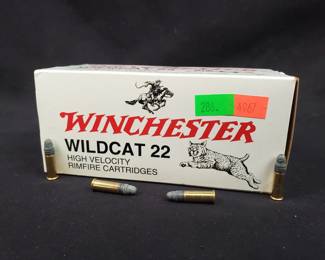 WINCHESTER
WILDCAT 22
HIGH VELOCITY
RIMFIRE CARTRIDGES